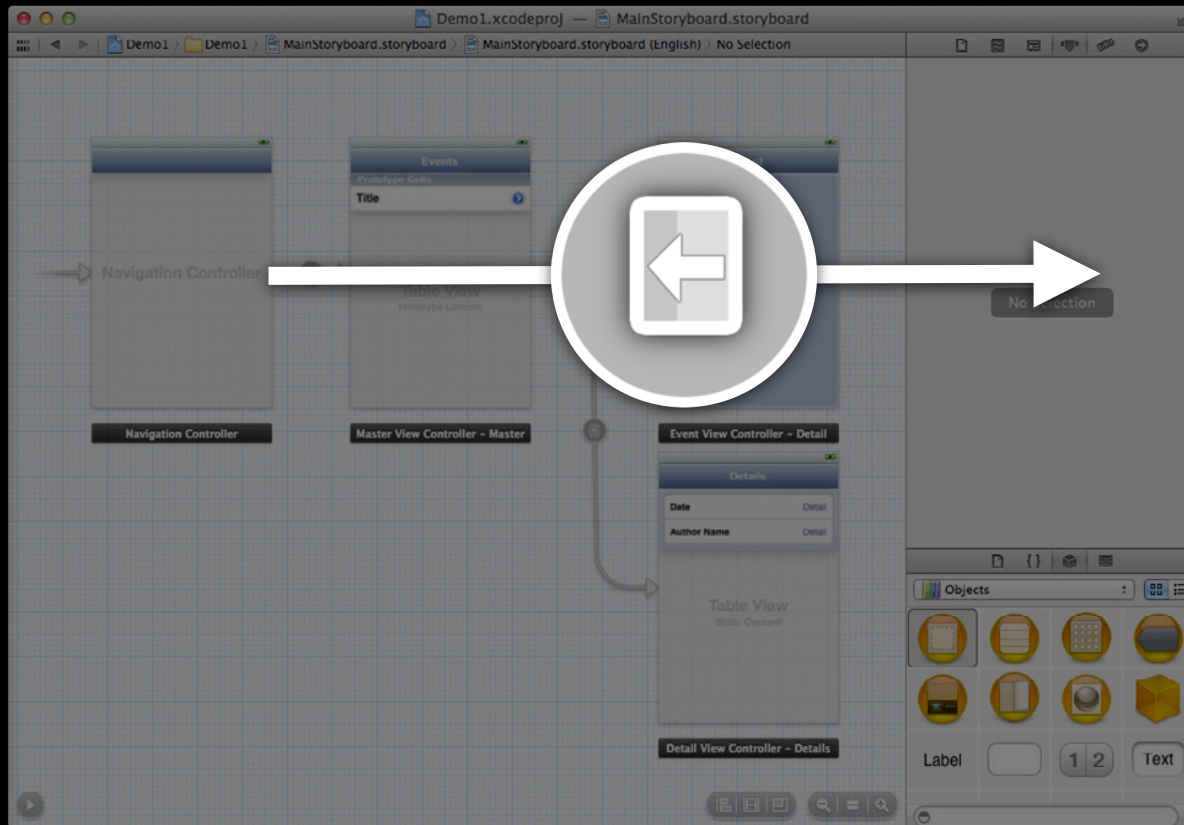 Demo1.xcodeproj — MainStoryboard.storyboard
Demo1 Demo1 MainStoryboard.storyboard MainStoryboard.storyboard (English) No Selection
Events
Prototype Cells
Title
Navigation Controller
Table View
Prototype Content
No Selection
Navigation Controller
Master View Controller – Master
Event View Controller – Detail
Details
Date Detail
Author Name Detail
Table View
Static Content
Detail View Controller – Details
{}
Objects
Label
1 2
Text